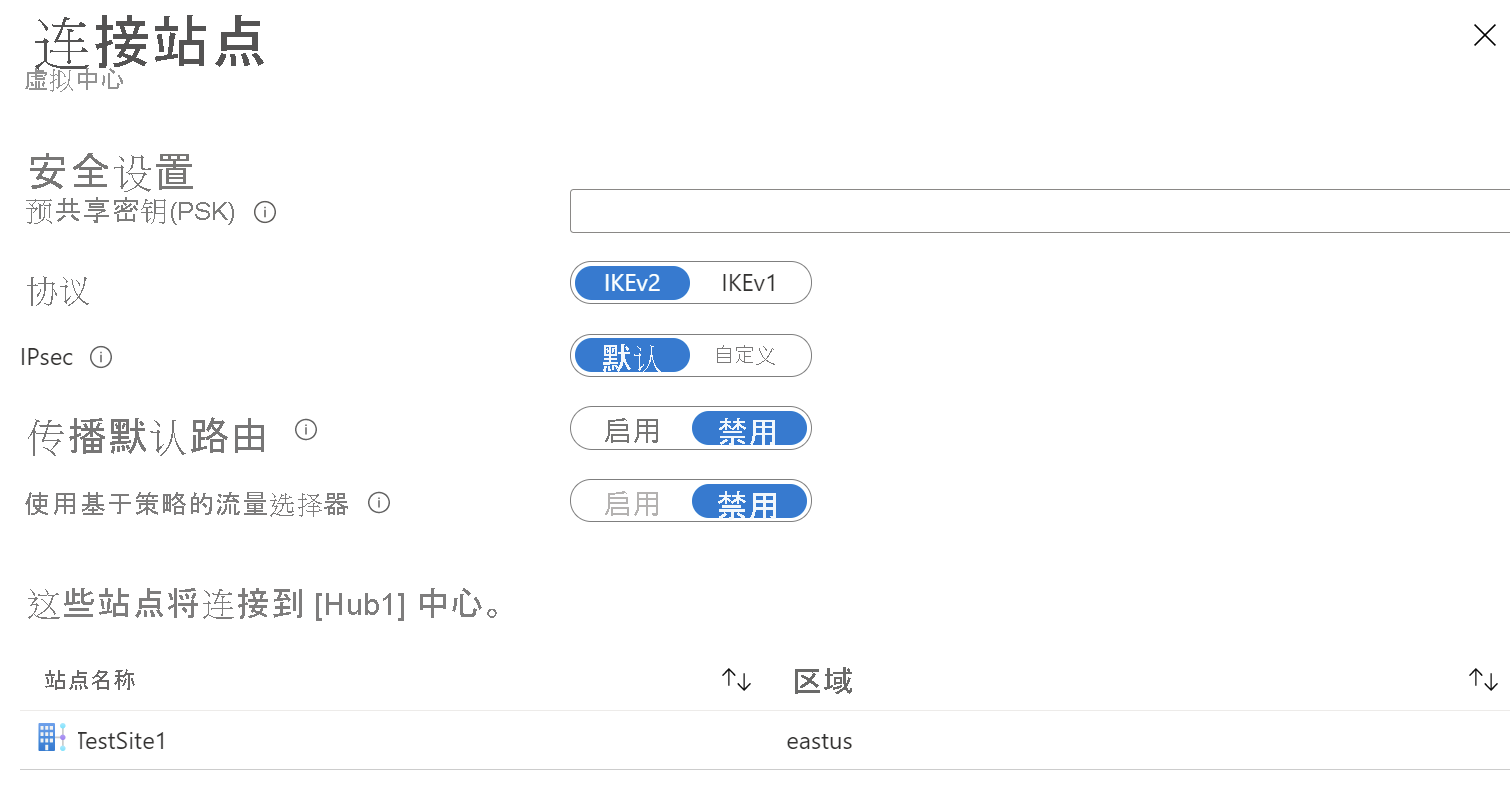 连接站点
虚拟中心
安全设置
预共享密钥(PSK)
协议 IKEv2 IKEv1
IPsec 默认 自定义
传播默认路由 启用 禁用
使用基于策略的流量选择器 启用 禁用
这些站点将连接到 [Hub1] 中心。
站点名称 区域
TestSite1 eastus